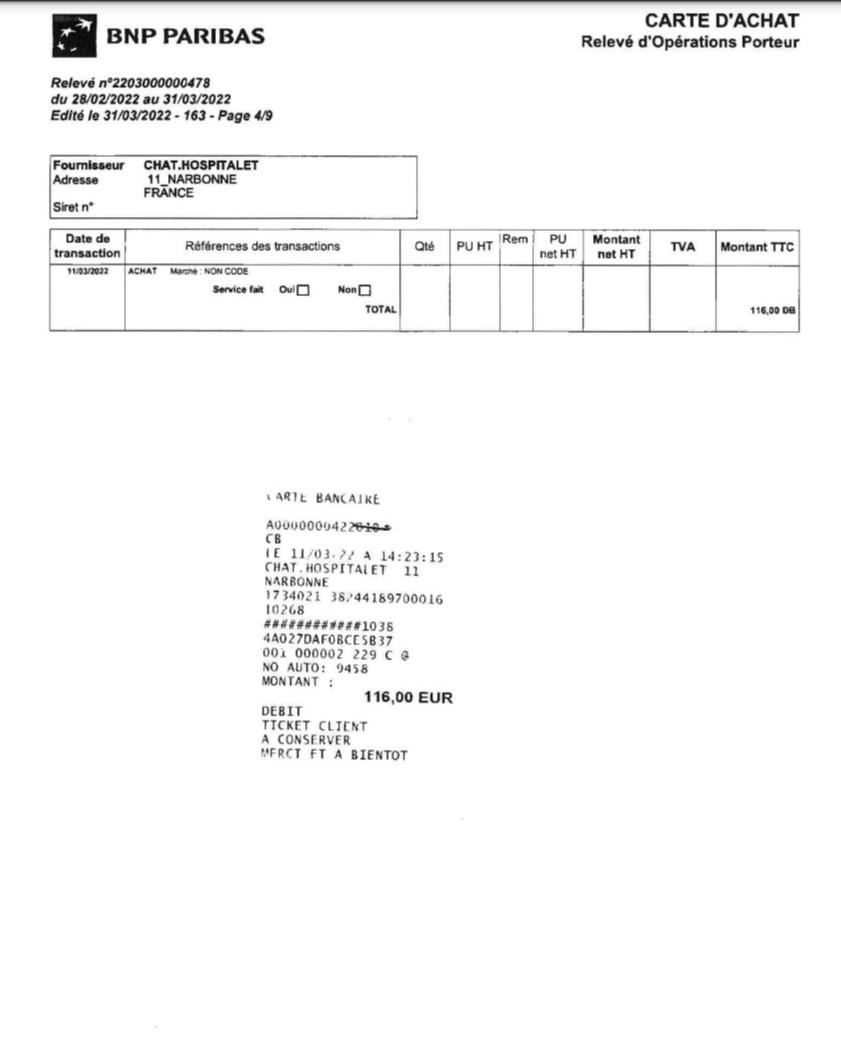 BNP PARIBAS
CARTE D'ACHAT
Relevé d'Opérations Porteur
Relevé n°2203000000478
du 28/02/2022 au 31/03/2022
Edité le 31/03/2022 - 163 - Page 4/9
Fournisseur CHAT.HOSPITALET
Adresse 11_NARBONNE
FRANCE
Siret n°
Date de transaction Références des transactions Qté PU HT Rem PU net HT Montant net HT TVA Montant TTC
11/03/2022 ACHAT Marché : NON CODE
Service fait Oui Non
TOTAL 116,00 DB
CARTE BANCAIRE
CB
LE 11/03/22 A 14:23:15
CHAT.HOSPITALET 11
NARBONNE
1734021 38244189700016
10268
############1038
4A027DAF0BCE5B37
001 000002 229 C @
NO AUTO: 9458
MONTANT :
116,00 EUR
DEBIT
TICKET CLIENT
A CONSERVER
MERCI ET A BIENTOT